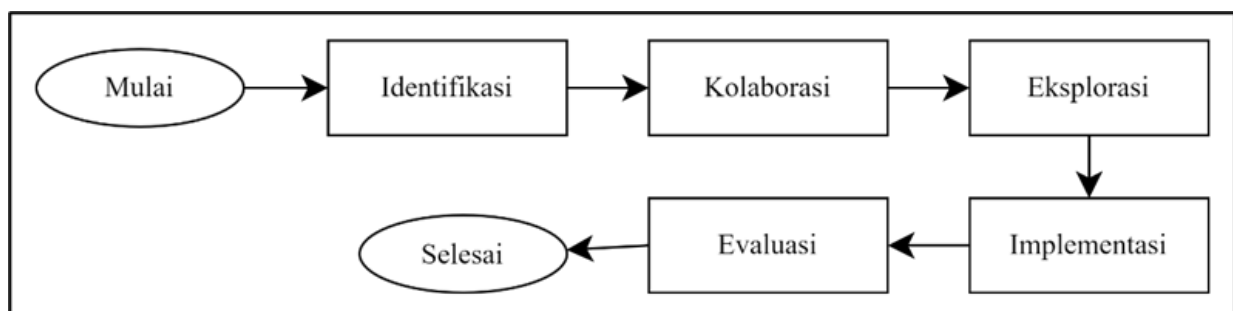 Mulai
Identifikasi
Kolaborasi
Eksplorasi
Implementasi
Evaluasi
Selesai